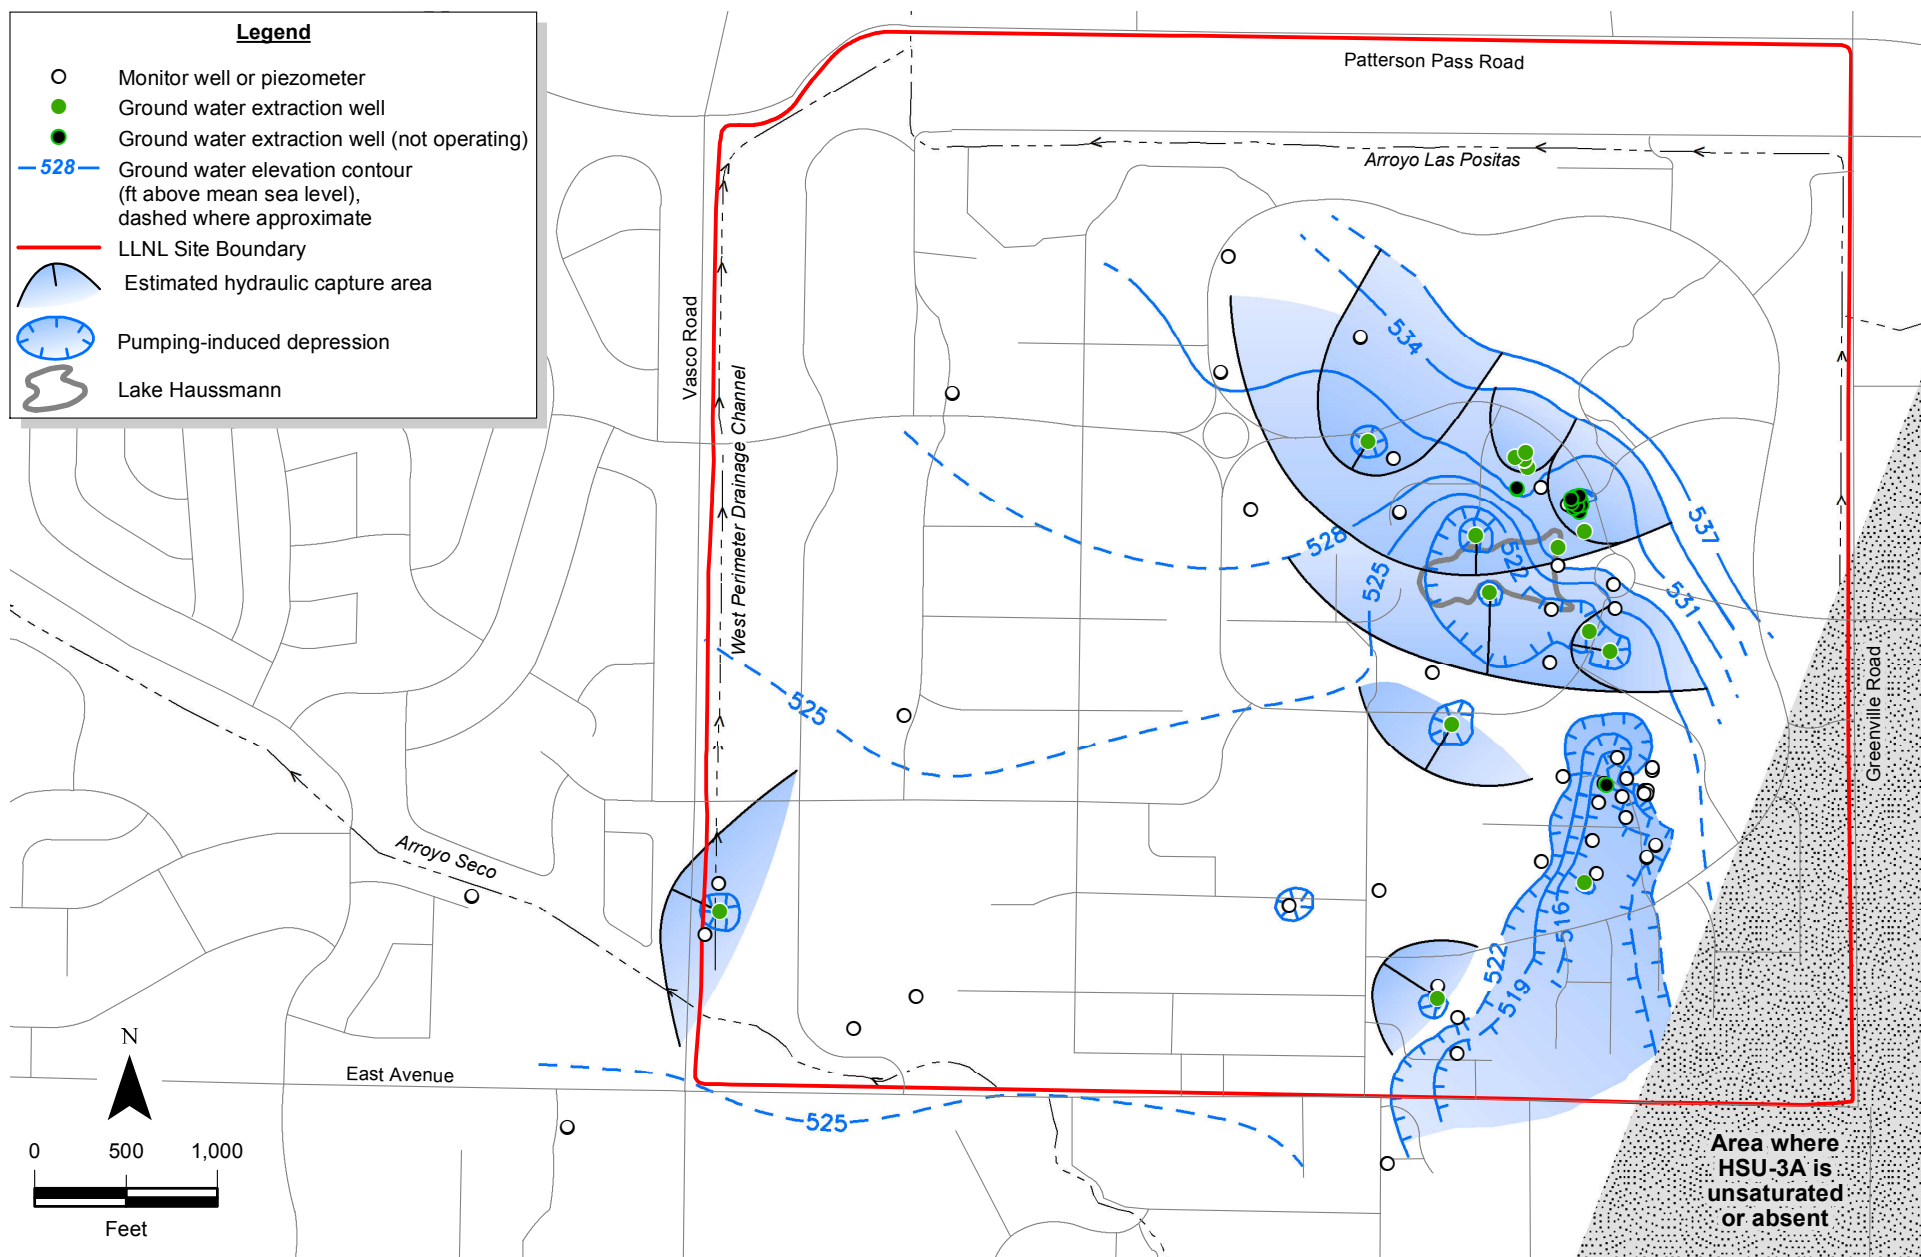 Legend
Monitor well or piezometer
Ground water extraction well
Ground water extraction well (not operating)
528
Ground water elevation contour
(ft above mean sea level),
dashed where approximate
LLNL Site Boundary
Estimated hydraulic capture area
Pumping-induced depression
Lake Haussmann
Patterson Pass Road
Arroyo Las Positas
Vasco Road
West Perimeter Drainage Channel
534
537
528
522
525
531
525
Greenville Road
Arroyo Seco
516
522
519
N
East Avenue
525
0 500 1,000
Feet
Area where
HSU-3A is
unsaturated
or absent